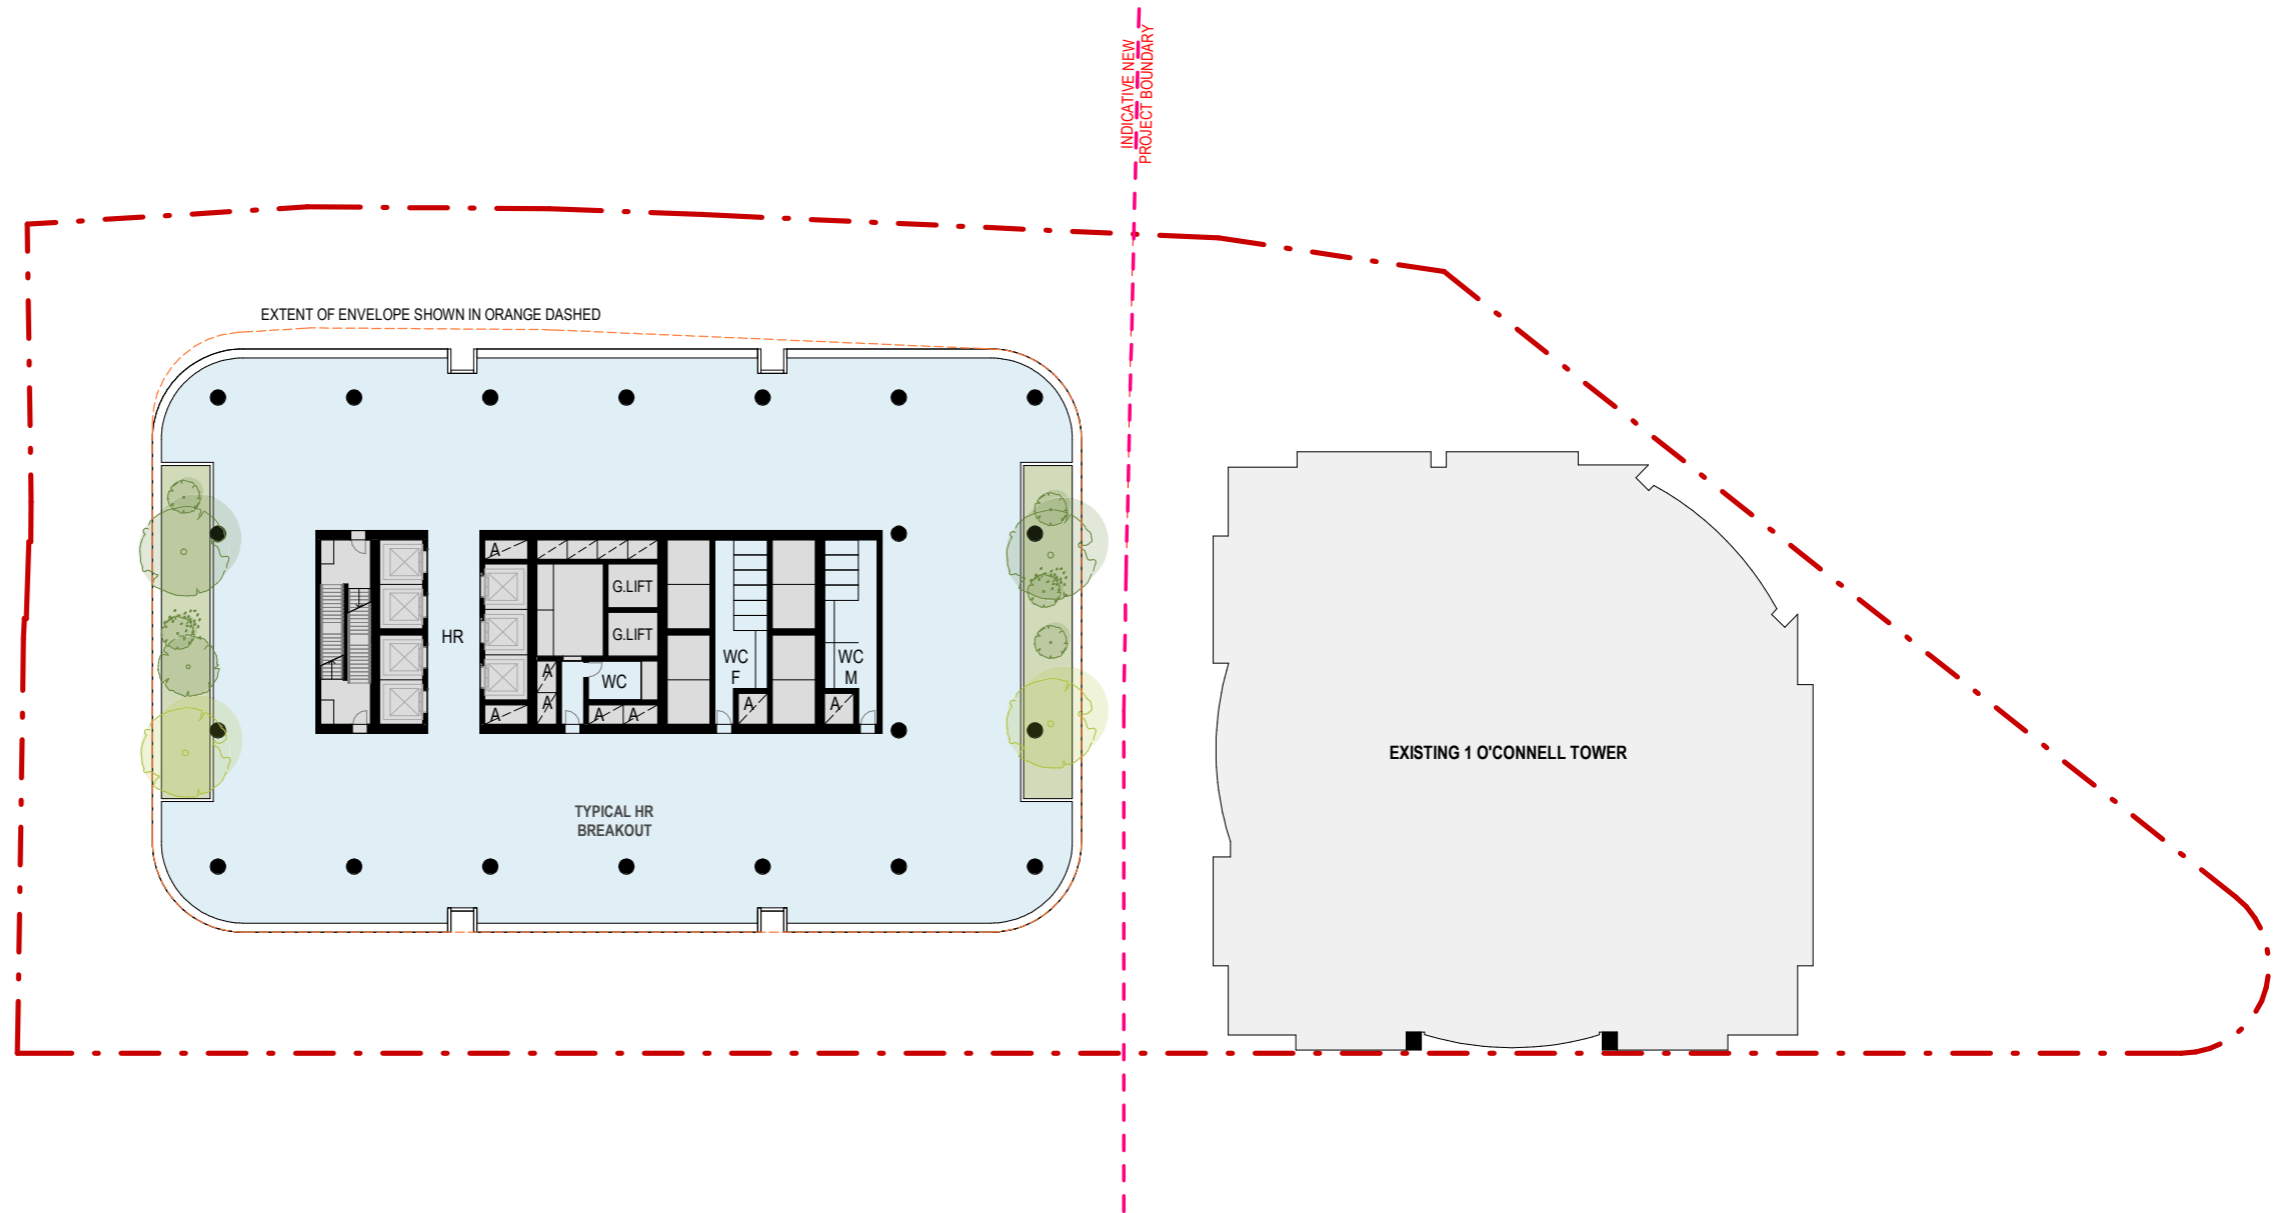 INDICATIVE NEW
PROJECT BOUNDARY
EXTENT OF ENVELOPE SHOWN IN ORANGE DASHED
A
G.LIFT
G.LIFT
HR
WC
F
WC
M
A
WC
A
A
A
A
A
A
EXISTING 1 O'CONNELL TOWER
TYPICAL HR
BREAKOUT